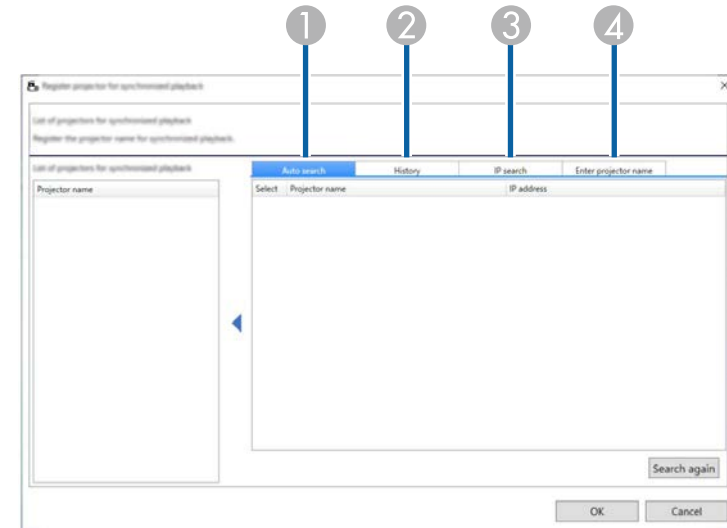 1 2 3 4
Register projector for synchronized playback
List of projectors for synchronized playback
Register the projector name for synchronized playback.
List of projectors for synchronized playback
Auto search History IP search Enter projector name
Projector name
Select Projector name IP address
Search again
OK Cancel